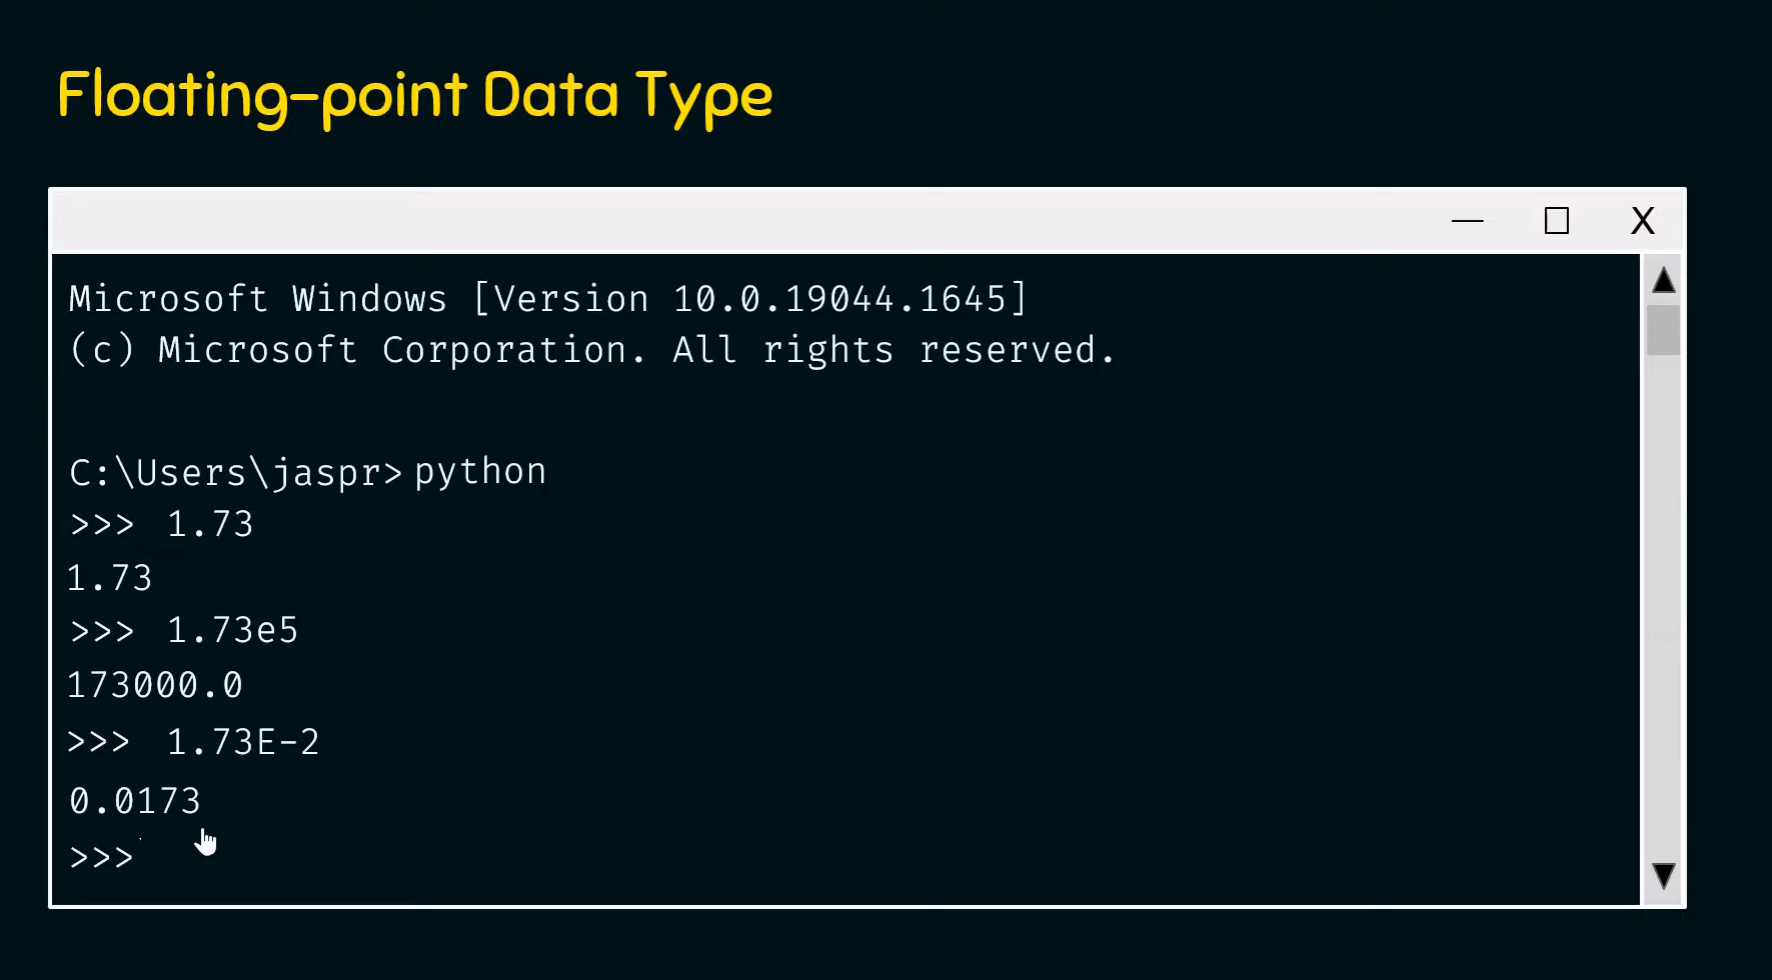 Floating-point Data Type
— □ X
Microsoft Windows [Version 10.0.19044.1645]
(c) Microsoft Corporation. All rights reserved.
C:\Users\jaspr> python
>>> 1.73
1.73
>>> 1.73e5
173000.0
>>> 1.73E-2
0.0173
>>>